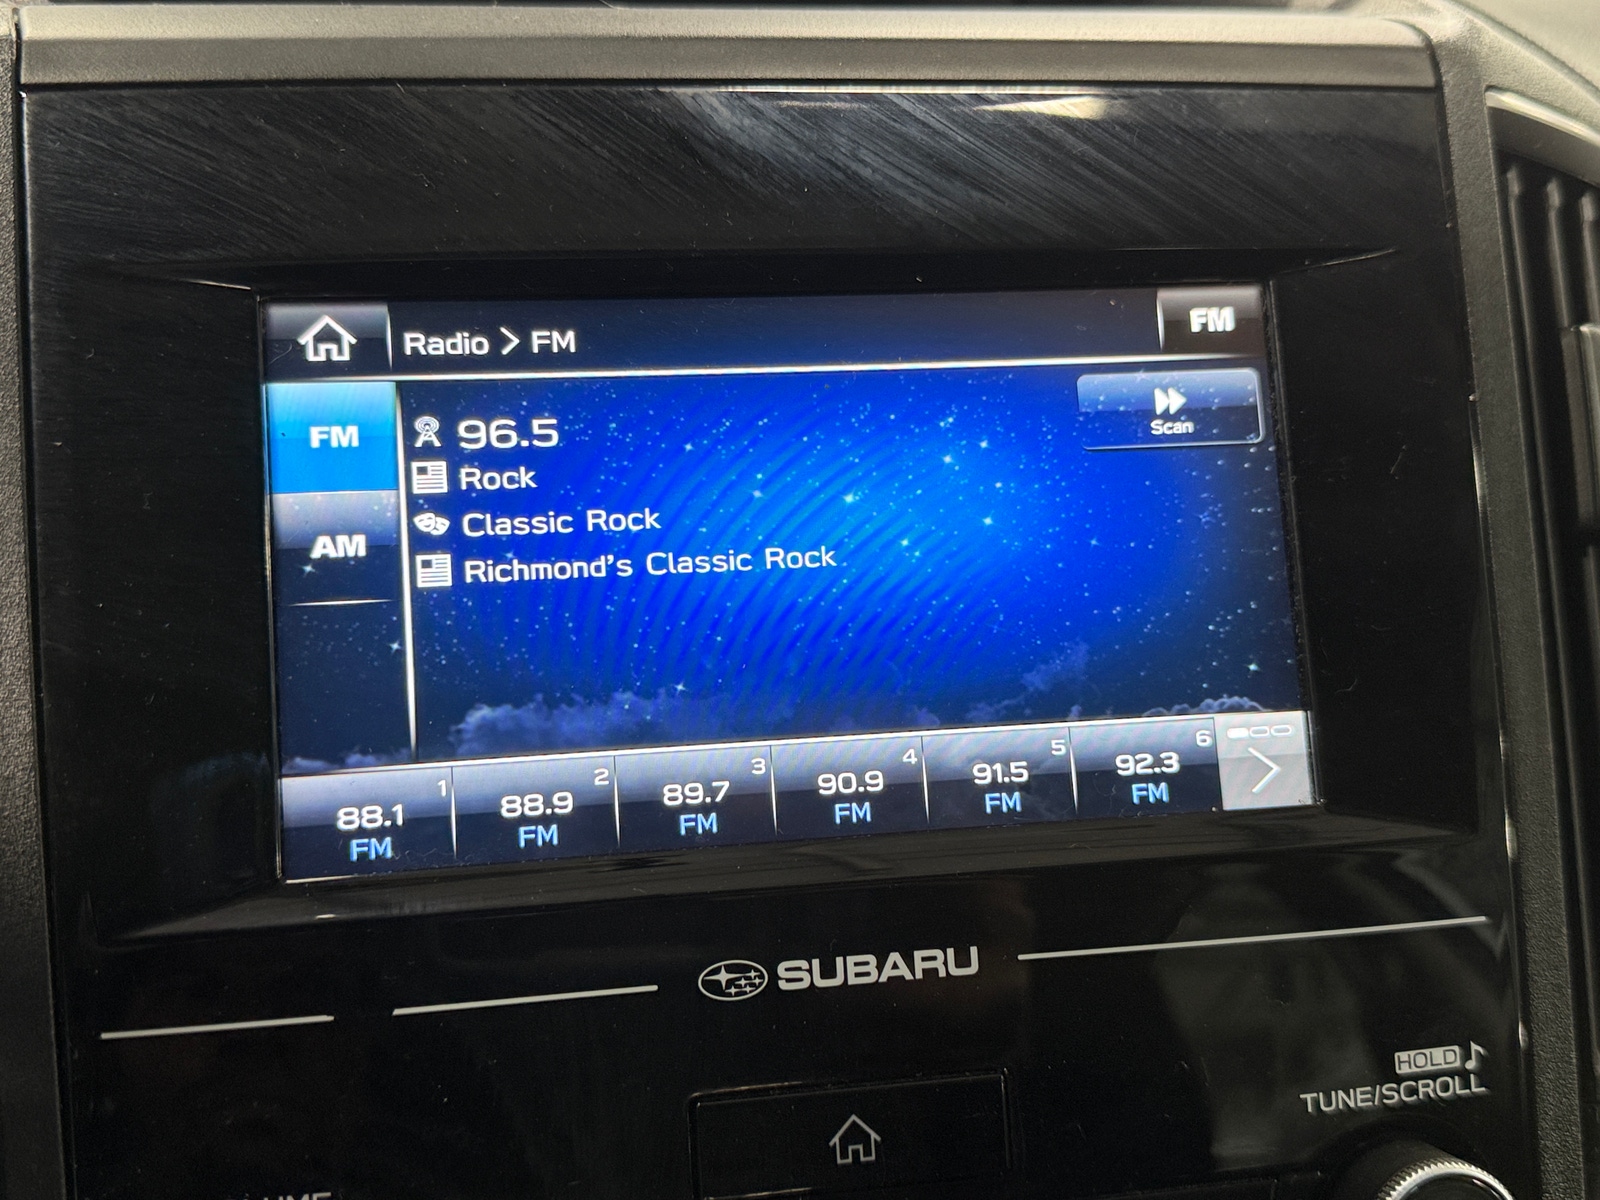 Radio > FM
FM
FM
Scan
96.5
Rock
Classic Rock
AM
Richmond's Classic Rock
1 2 3 4 5 6
88.1 88.9 89.7 90.9 91.5 92.3
FM FM FM FM FM FM
SUBARU
HOLD
TUNE/SCROLL